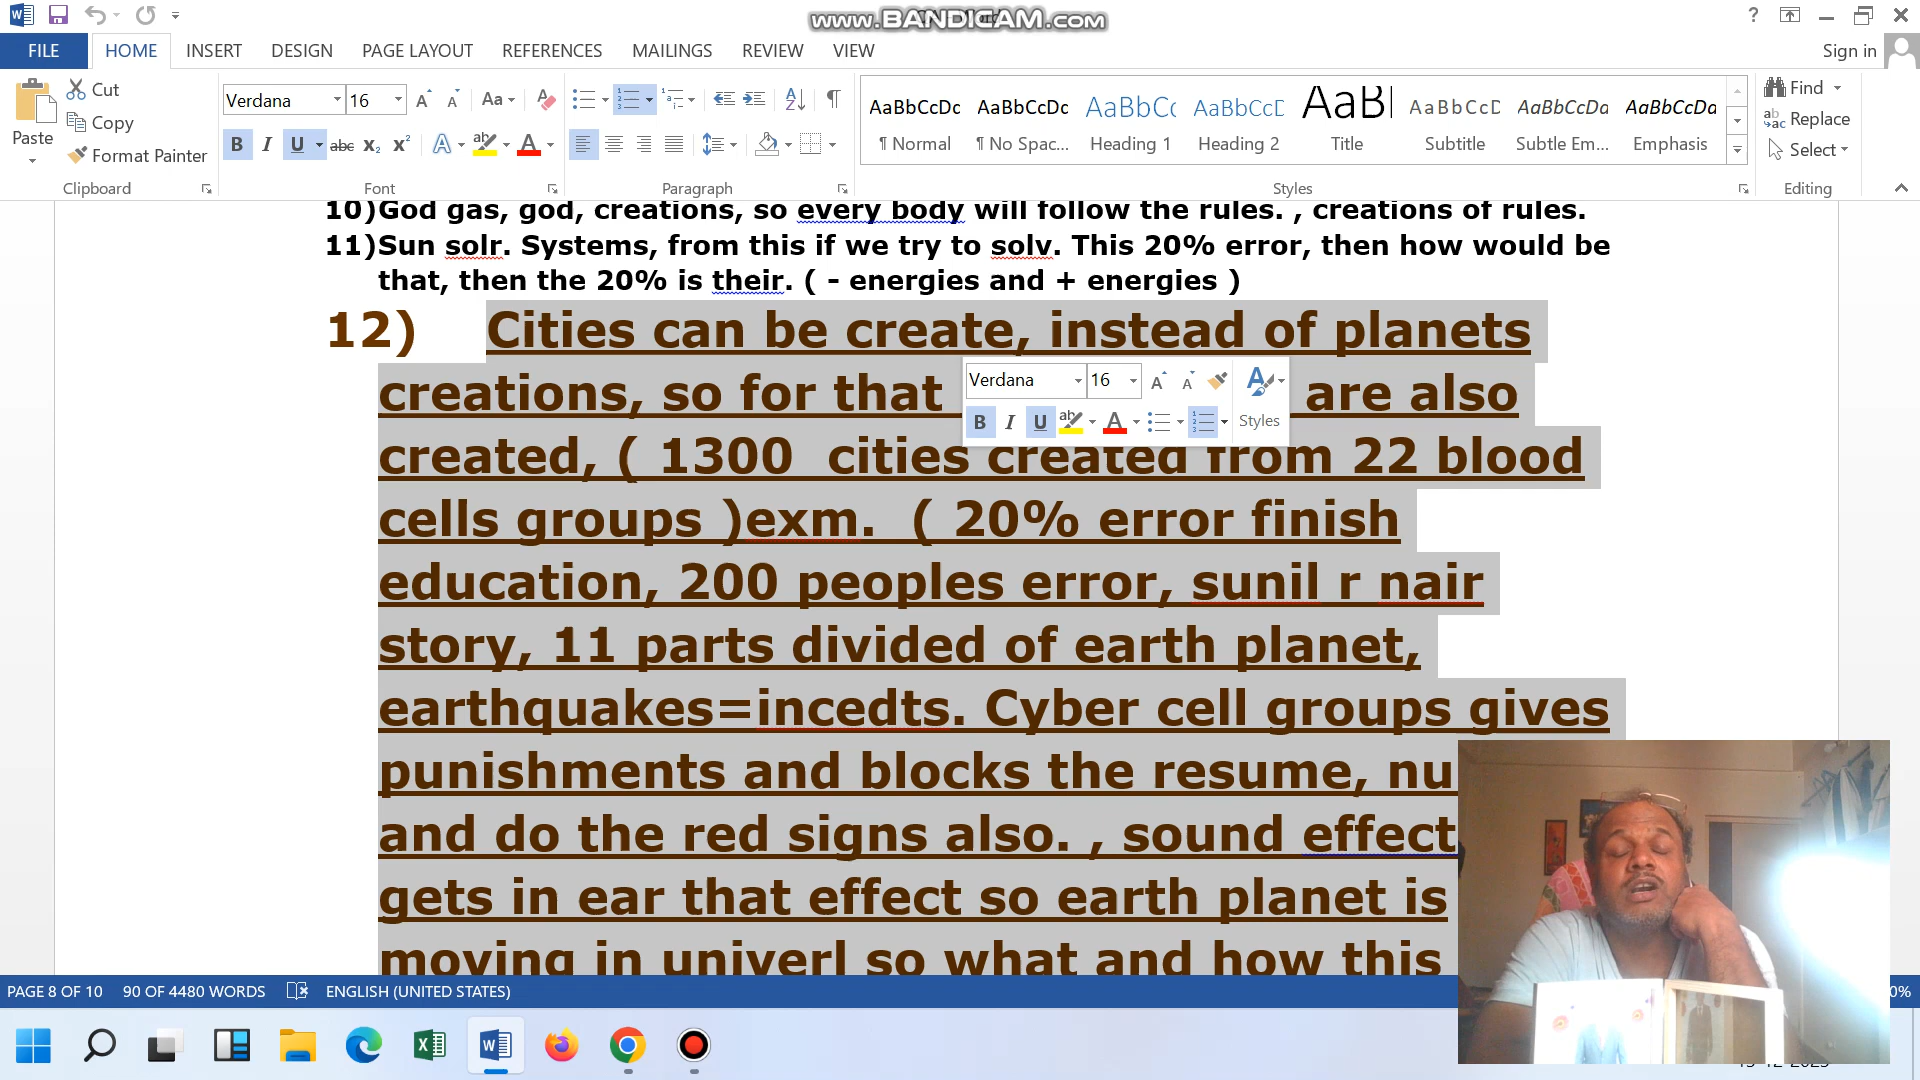 www.BANDICAM.com
FILE HOME INSERT DESIGN PAGE LAYOUT REFERENCES MAILINGS REVIEW VIEW Sign in
Paste
Cut
Copy
Format Painter
Clipboard
Verdana 16
Font
Paragraph
AaBbCcDc AaBbCcDc AaBbC AaBbCcD AaB AaBbCcD AaBbCcDa AaBbCcDa
¶ Normal ¶ No Spac... Heading 1 Heading 2 Title Subtitle Subtle Em... Emphasis
Styles
Find
Replace
Select
Editing
10)God gas, god, creations, so every body will follow the rules. , creations of rules.
11)Sun solr. Systems, from this if we try to solv. This 20% error, then how would be
that, then the 20% is their. ( - energies and + energies )
12) Cities can be create, instead of planets
creations, so for that are also
created, ( 1300 cities created from 22 blood
cells groups )exm. ( 20% error finish
education, 200 peoples error, sunil r nair
story, 11 parts divided of earth planet,
earthquakes=incedts. Cyber cell groups gives
punishments and blocks the resume, nu
and do the red signs also. , sound effect
gets in ear that effect so earth planet is
moving in univerl so what and how this
Verdana 16
Styles
PAGE 8 OF 10 90 OF 4480 WORDS ENGLISH (UNITED STATES) 0%